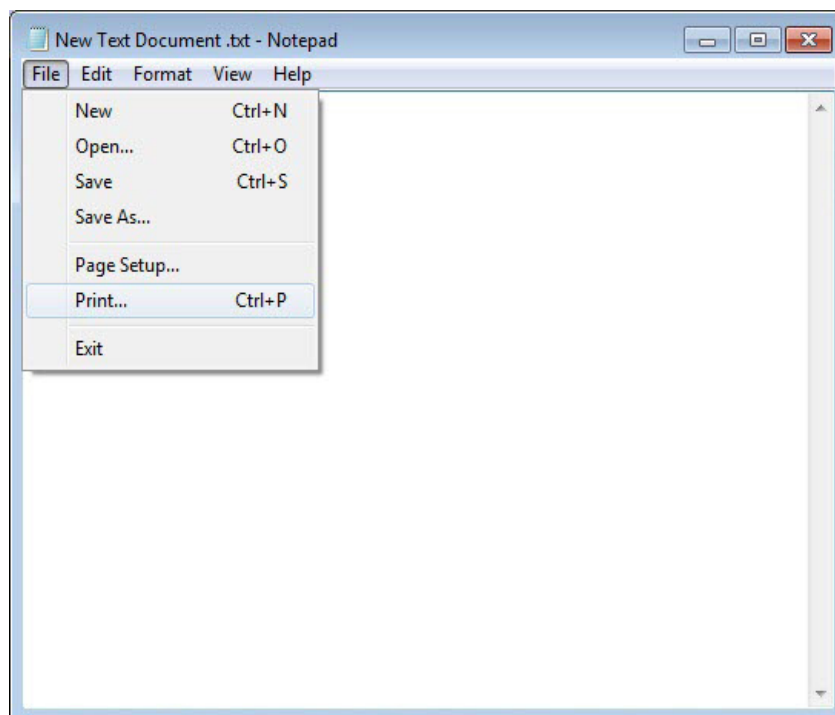 New Text Document .txt - Notepad
File Edit Format View Help
New Ctrl+N
Open... Ctrl+O
Save Ctrl+S
Save As...
Page Setup...
Print... Ctrl+P
Exit